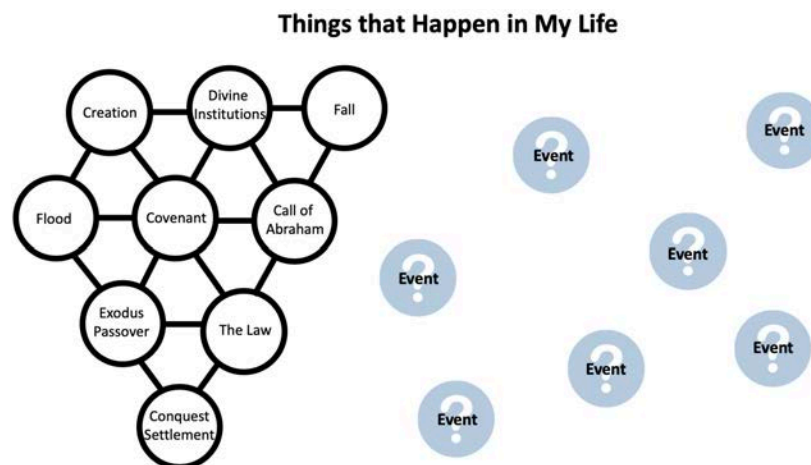 Things that Happen in My Life
Creation
Divine
Institutions
Fall
Flood
Covenant
Call of
Abraham
Exodus
Passover
The Law
Conquest
Settlement
? Event
? Event
? Event
? Event
? Event
? Event
? Event